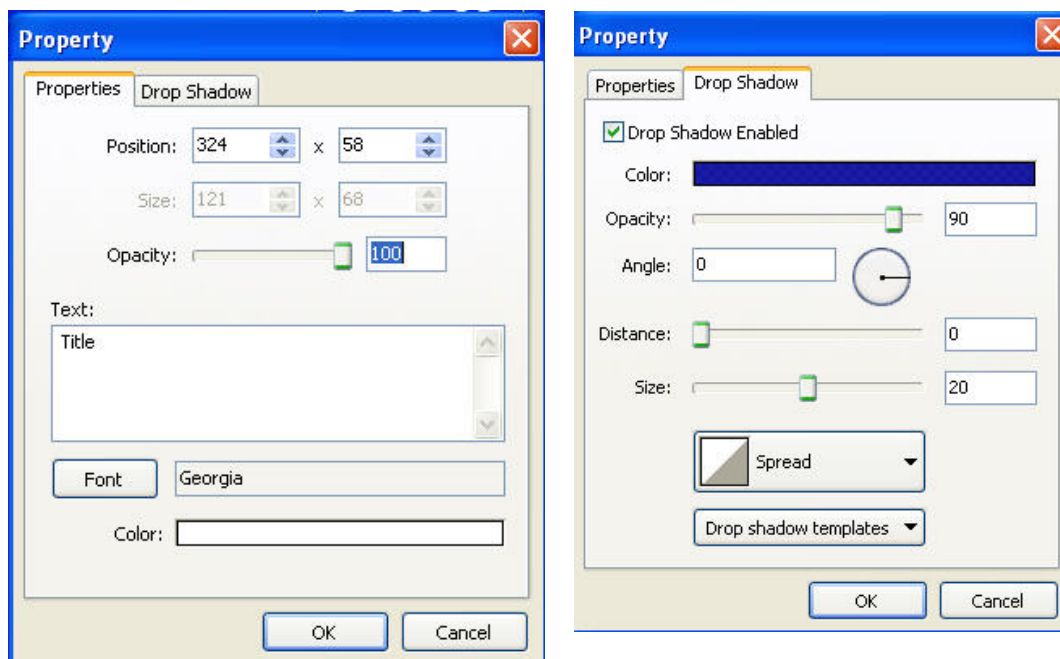 Property
Properties Drop Shadow
Position: 324 x 58
Size: 121 x 68
Opacity: 100
Text:
Title
Font Georgia
Color:
OK Cancel
Property
Properties Drop Shadow
Drop Shadow Enabled
Color:
Opacity: 90
Angle: 0
Distance: 0
Size: 20
Spread
Drop shadow templates
OK Cancel